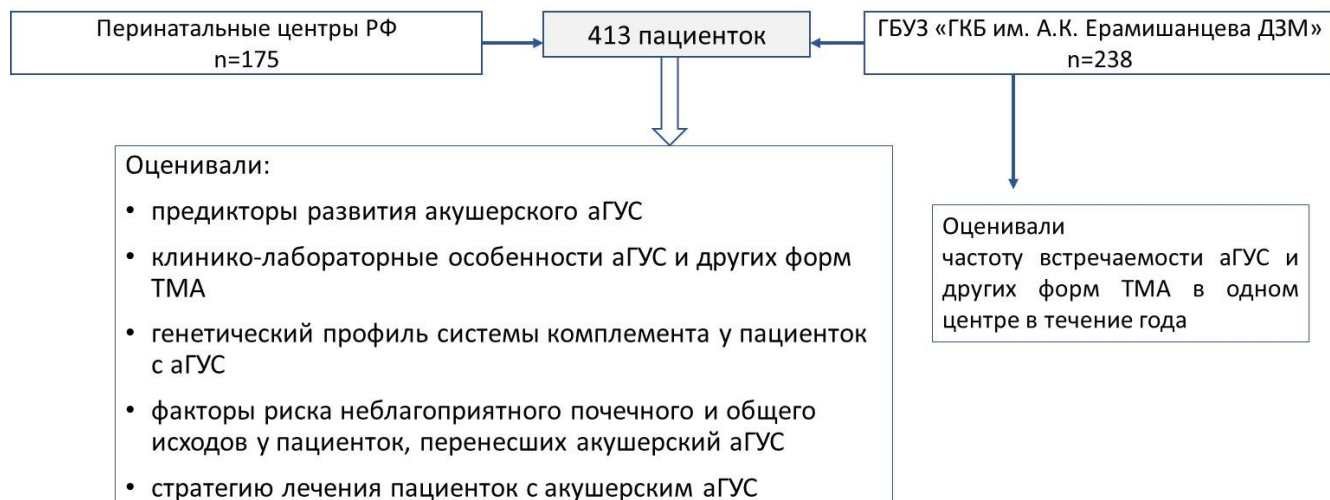 Перинатальные центры РФ
n=175
413 пациенток
ГБУЗ «ГКБ им. А.К. Ерамишанцева ДЗМ»
n=238
Оценивали:
• предикторы развития акушерского аГУС
• клинико-лабораторные особенности аГУС и других форм
ТМА
• генетический профиль системы комплемента у пациенток
с аГУС
• факторы риска неблагоприятного почечного и общего
исходов у пациенток, перенесших акушерский аГУС
• стратегию лечения пациенток с акушерским аГУС
Оценивали
частоту встречаемости аГУС и
других форм ТМА в одном
центре в течение года